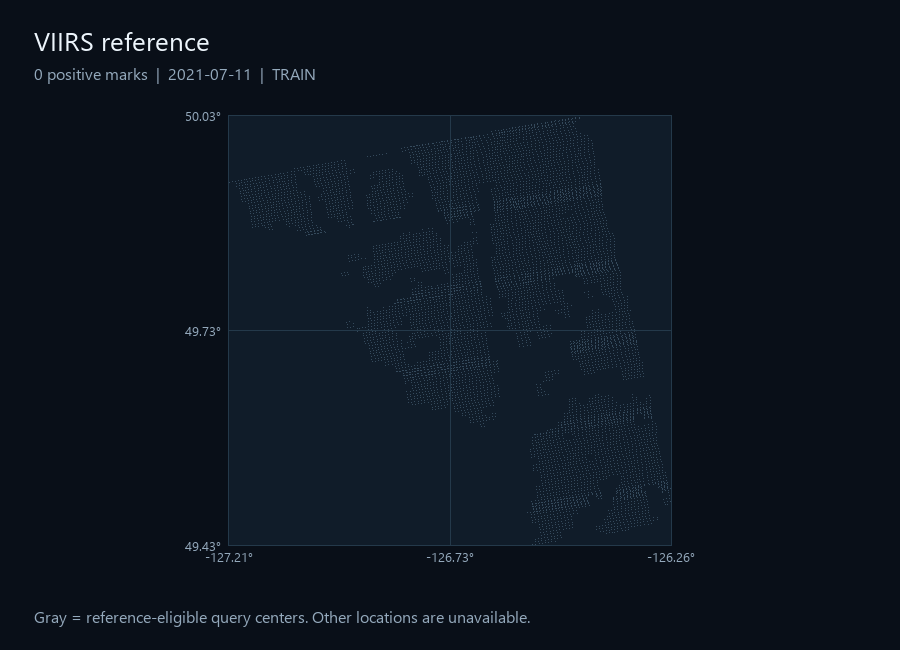 VIIRS reference
0 positive marks | 2021-07-11 | TRAIN
50.03°
49.73°
49.43°
-127.21°
-126.73°
-126.26°
Gray = reference-eligible query centers. Other locations are unavailable.